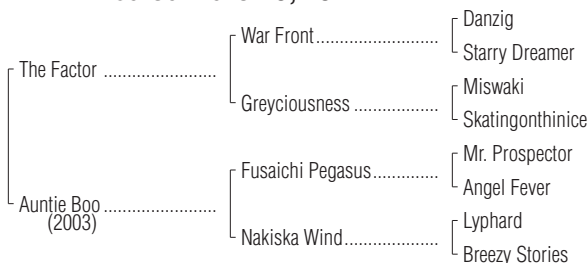 The Factor
Auntie Boo
(2003)
War Front
Greyciousness
Fusaichi Pegasus
Nakiska Wind
Danzig
Starry Dreamer
Miswaki
Skatingonthinice
Mr. Prospector
Angel Fever
Lyphard
Breezy Stories